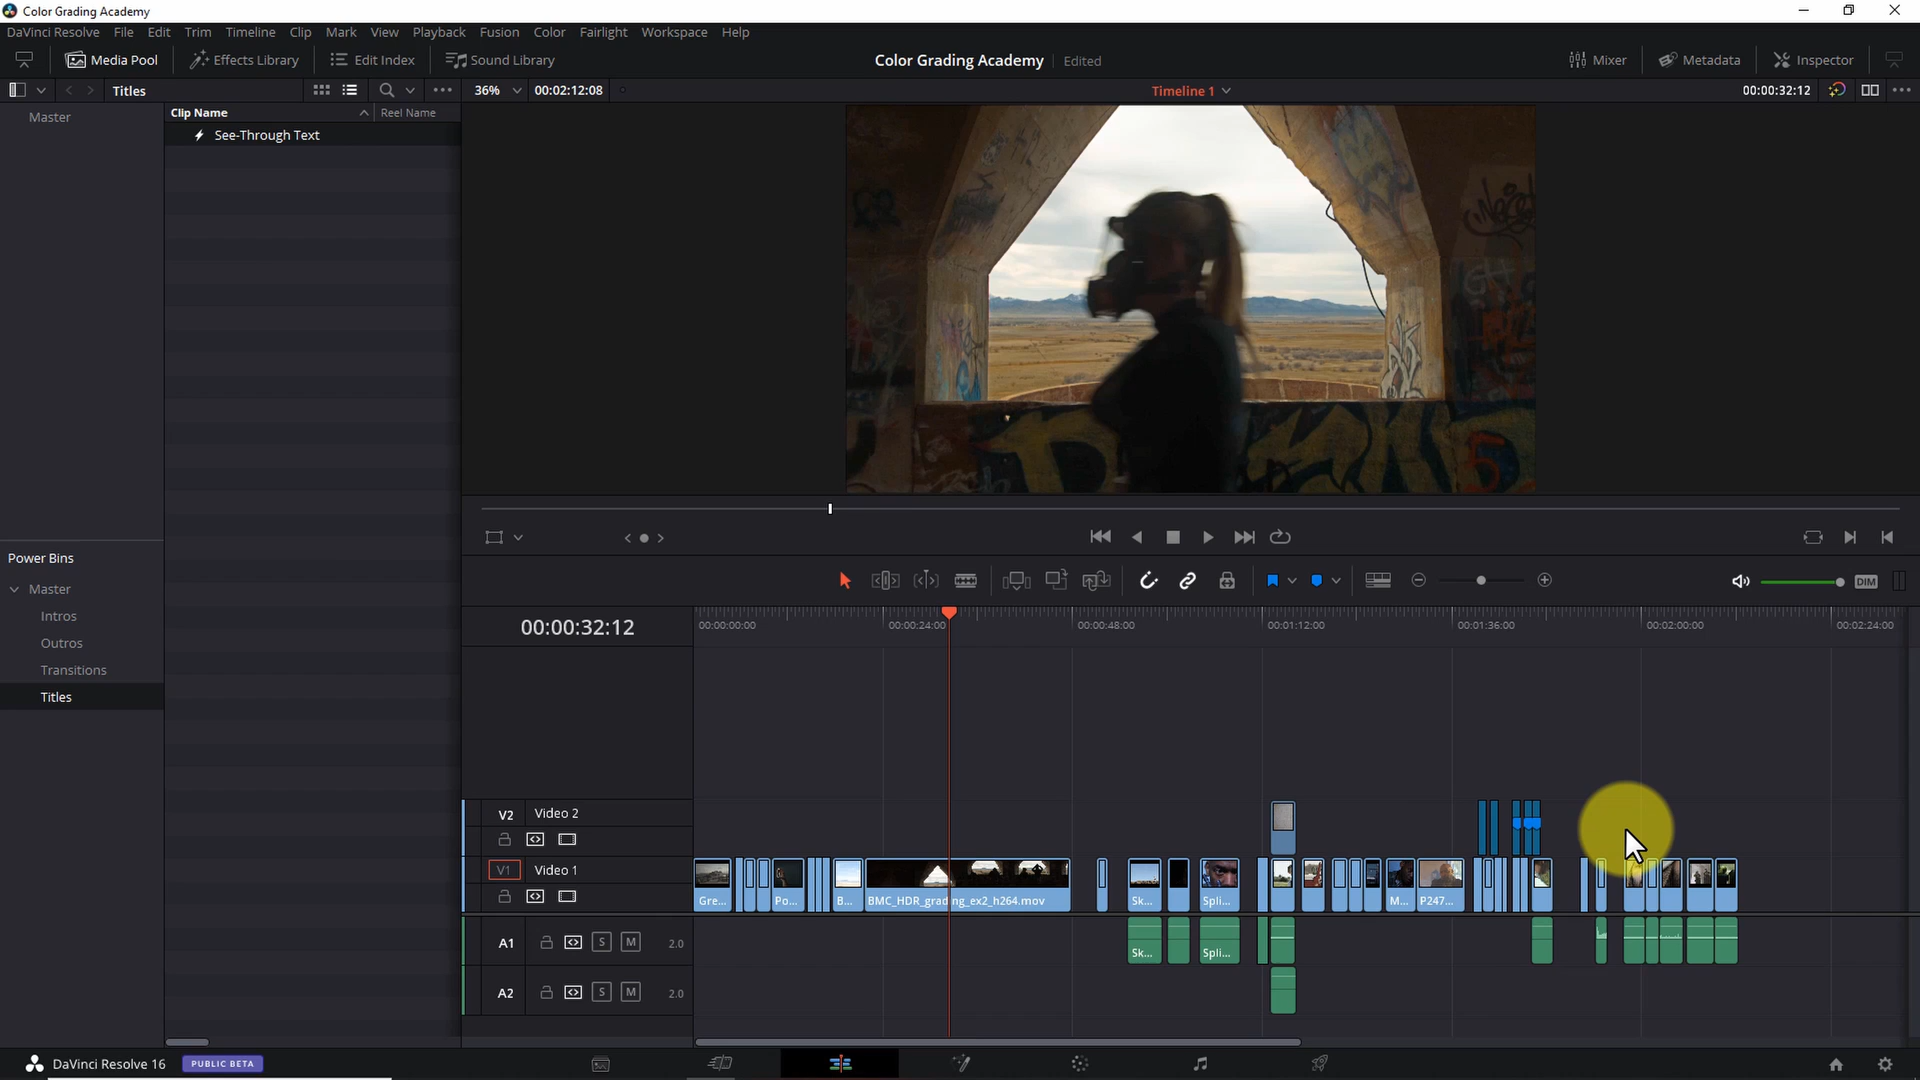 Color Grading Academy
DaVinci Resolve File Edit Trim Timeline Clip Mark View Playback Fusion Color Fairlight Workspace Help
Media Pool Effects Library Edit Index Sound Library Color Grading Academy Edited Mixer Metadata Inspector
Titles 36% 00:02:12:08 Timeline 1 00:00:32:12
Master Clip Name Reel Name
See-Through Text
Power Bins
Master
Intros
Outros
Transitions
Titles
DIM
00:00:32:12 00:00:00:00 00:00:24:00 00:00:48:00 00:01:12:00 00:01:36:00 00:02:00:00 00:02:24:00
V2 Video 2
V1 Video 1
Gre... Po... B... BMC_HDR_grading_ex2_h264.mov Sk... Spli... M... P247...
A1 S M 2.0 Sk... Spli...
A2 S M 2.0
DaVinci Resolve 16 PUBLIC BETA